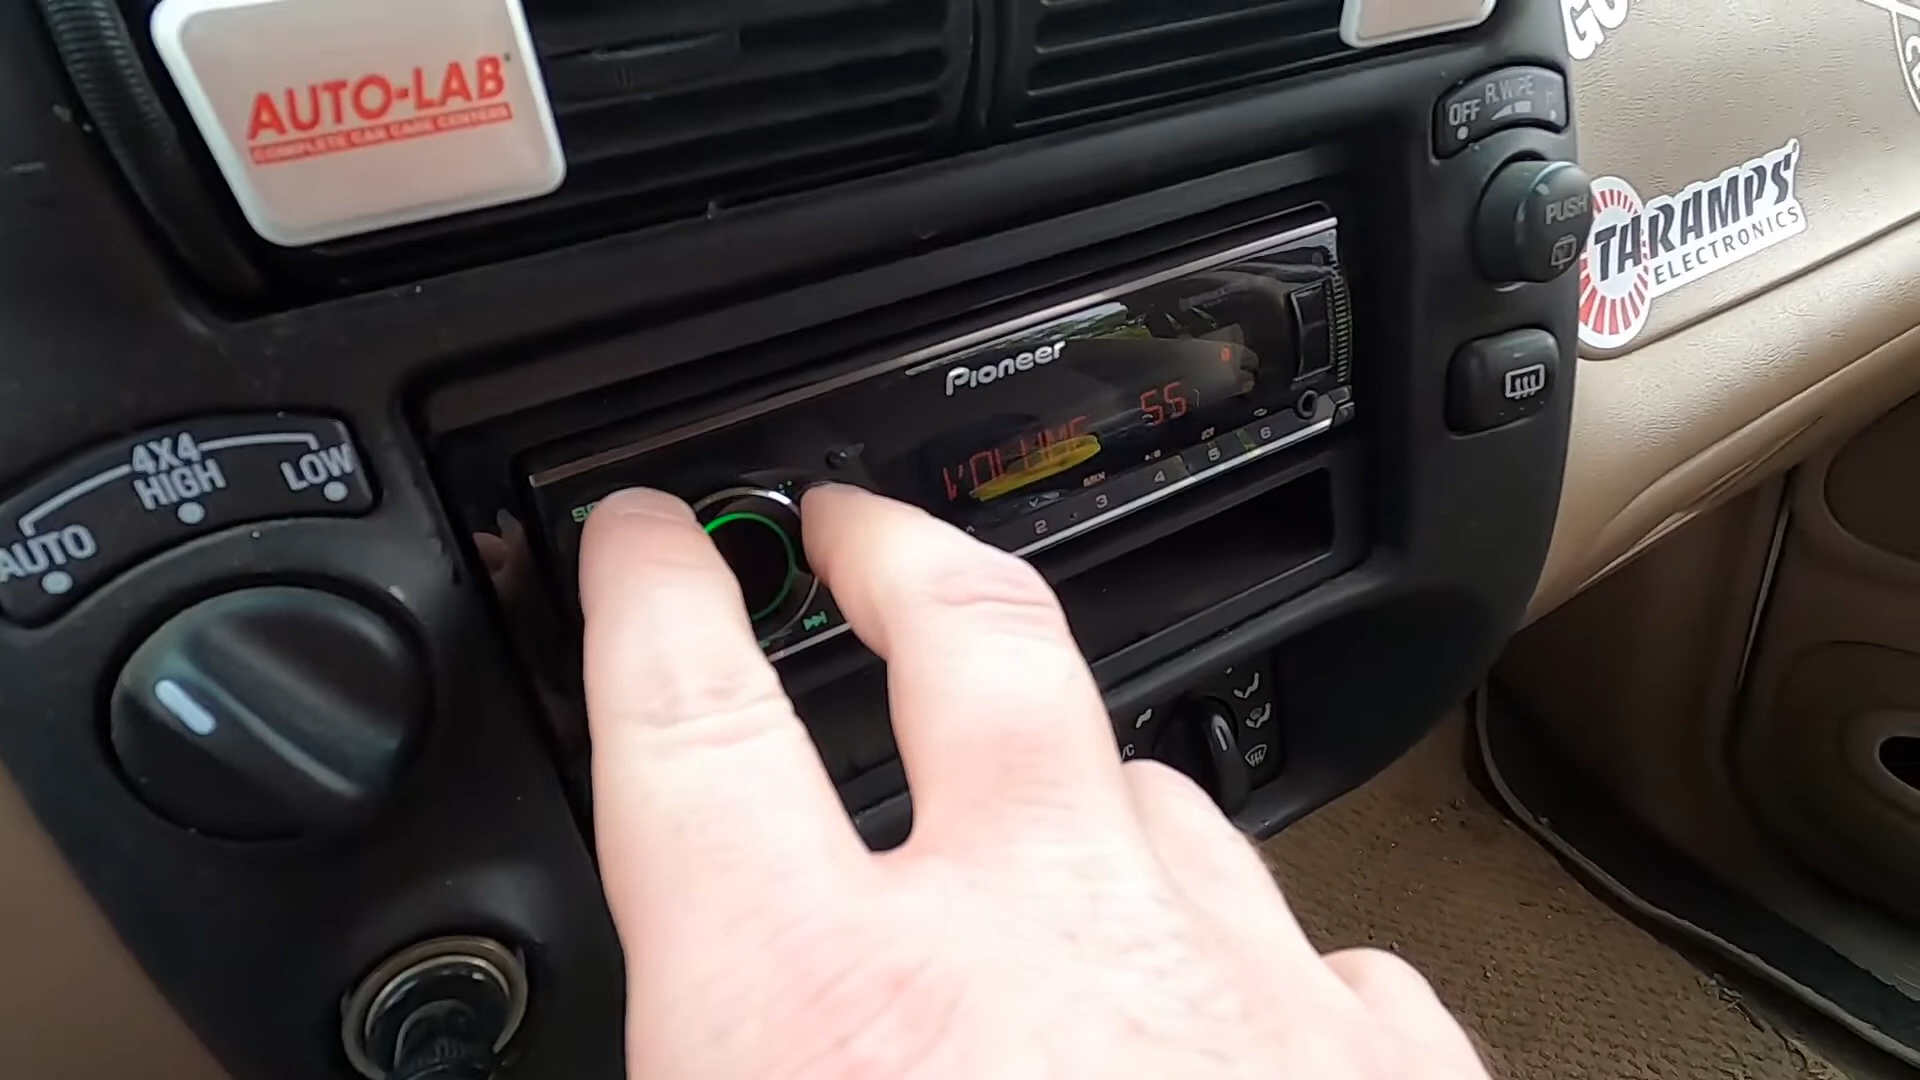 AUTO-LAB
COMPLETE CAR CARE CENTERS
OFF R.WIPE
PUSH
TARAMPS
ELECTRONICS
Pioneer
VOLUME 55
2 3 4 5 6
MIX
4X4
AUTO HIGH LOW